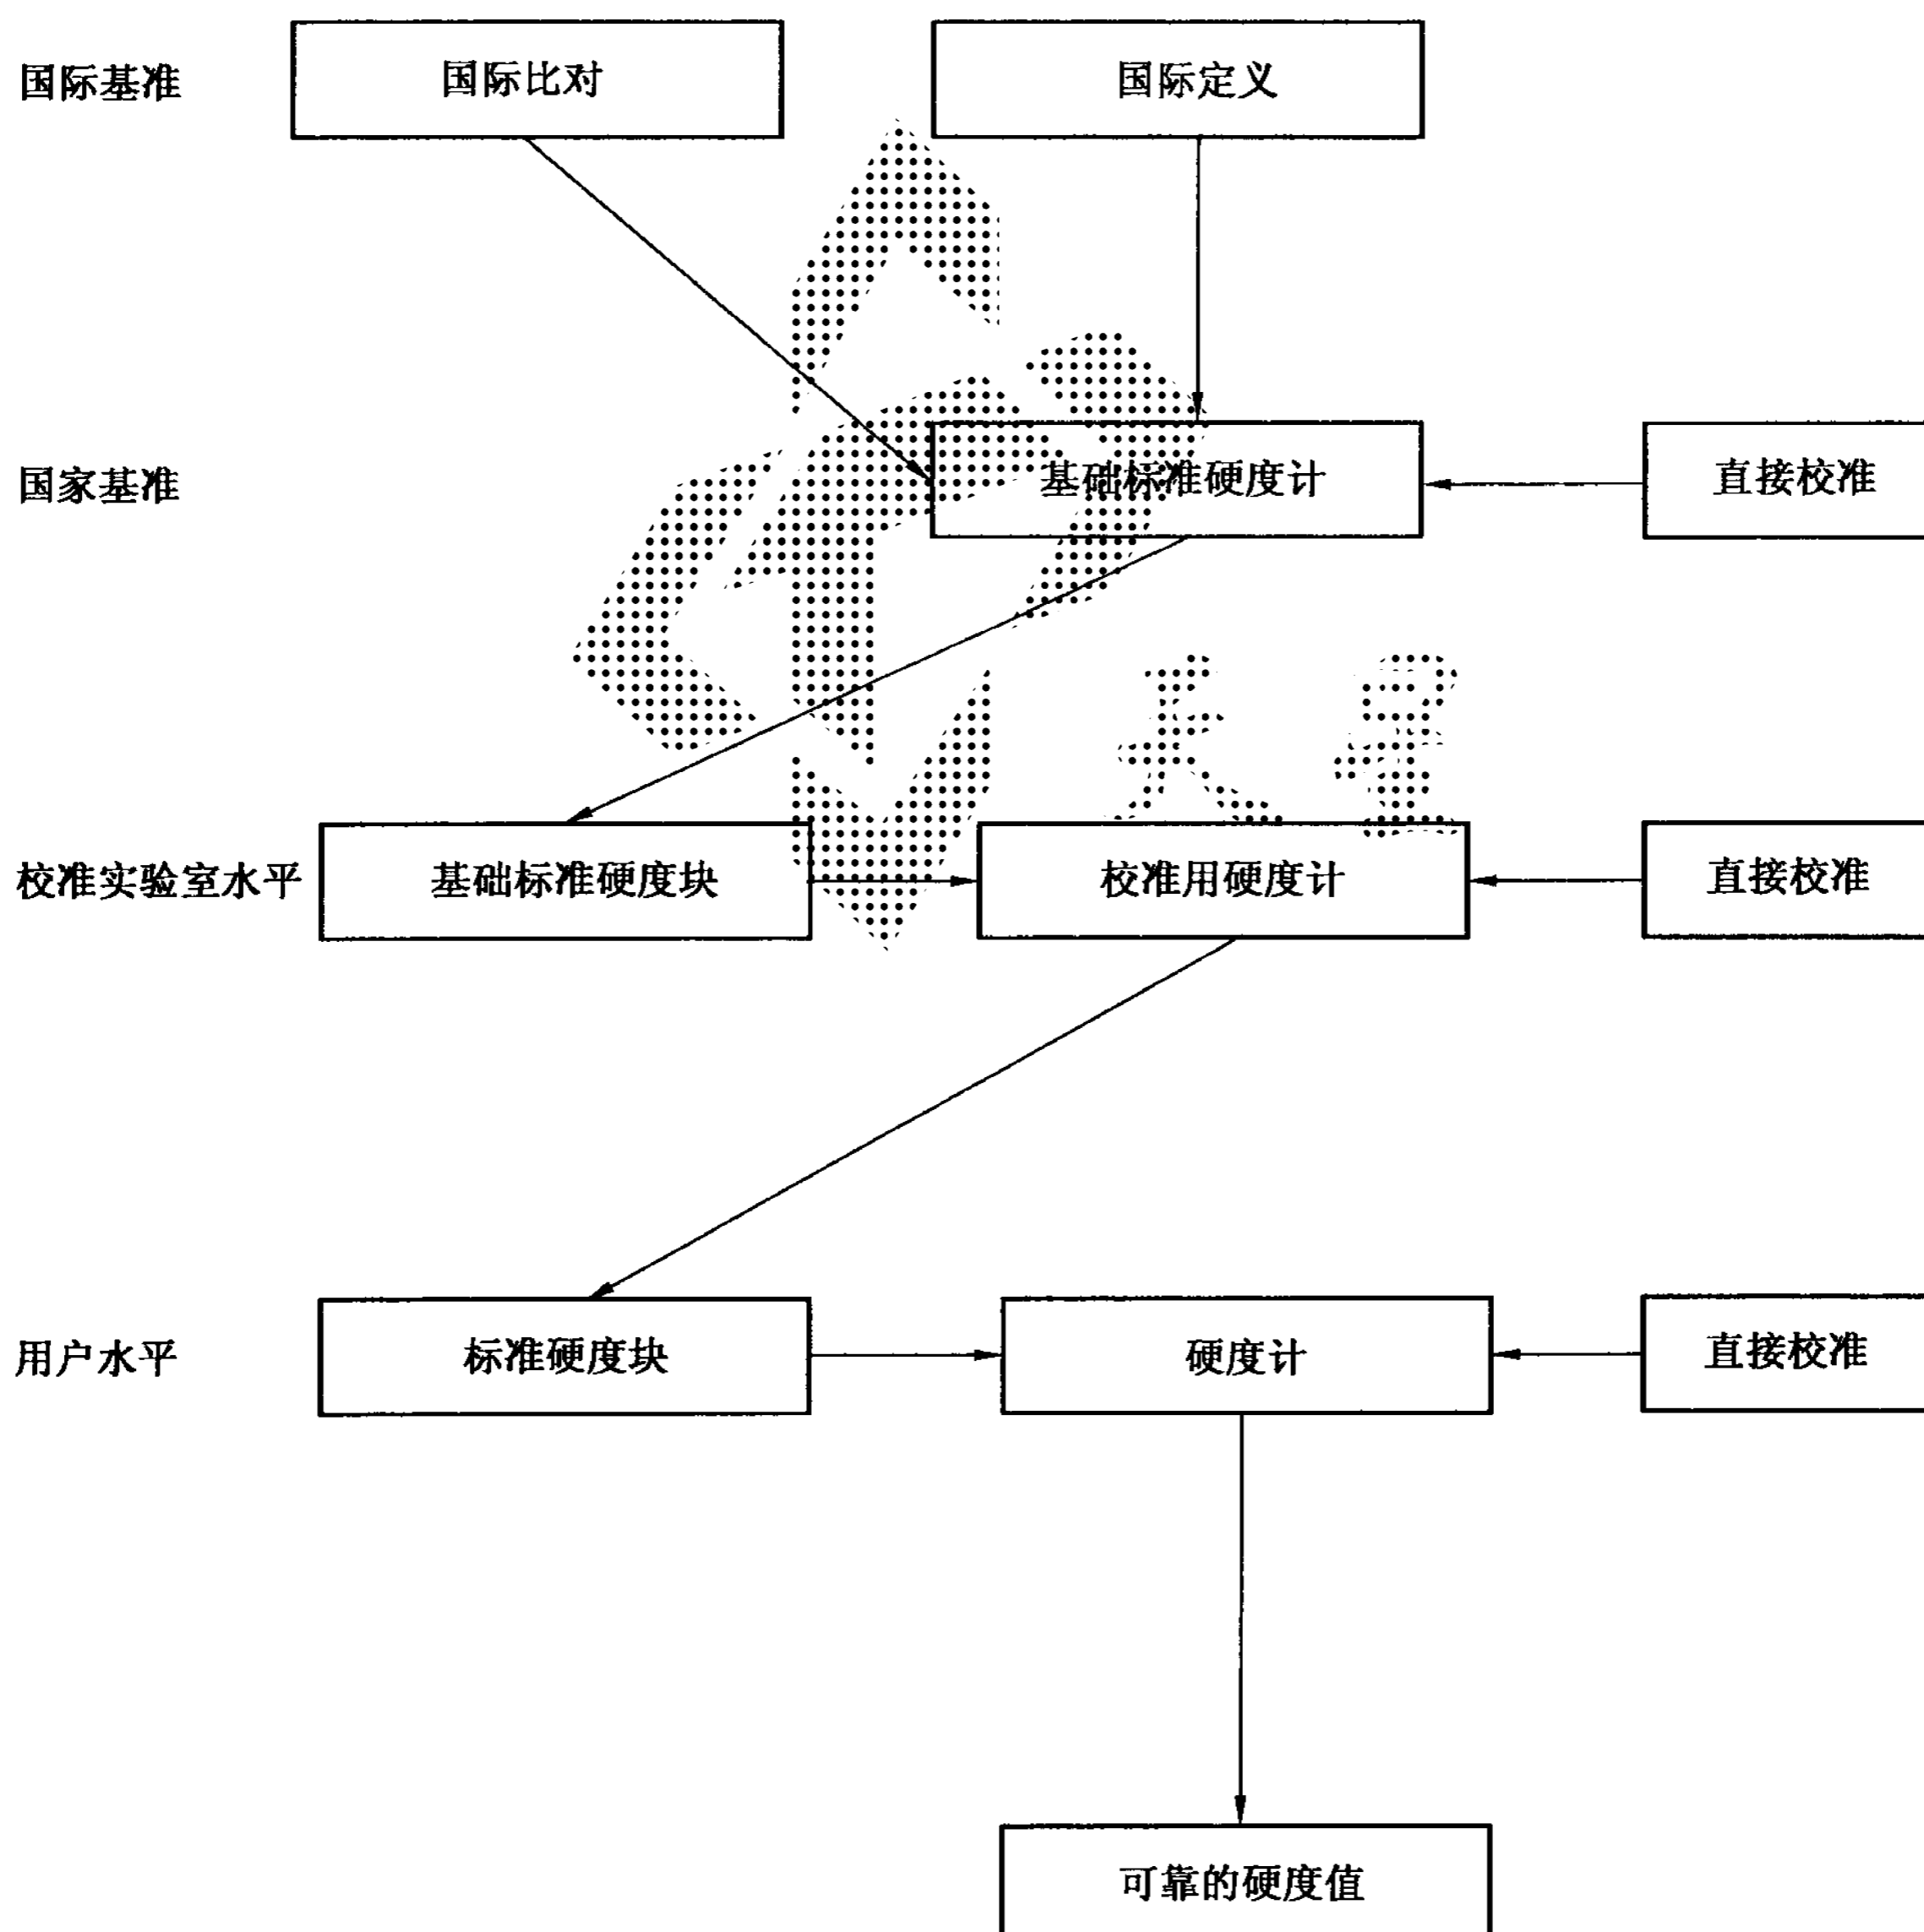 国际基准
国际比对
国际定义
国家基准
基础标准硬度计
直接校准
校准实验室水平
基础标准硬度块
校准用硬度计
直接校准
用户水平
标准硬度块
硬度计
直接校准
可靠的硬度值